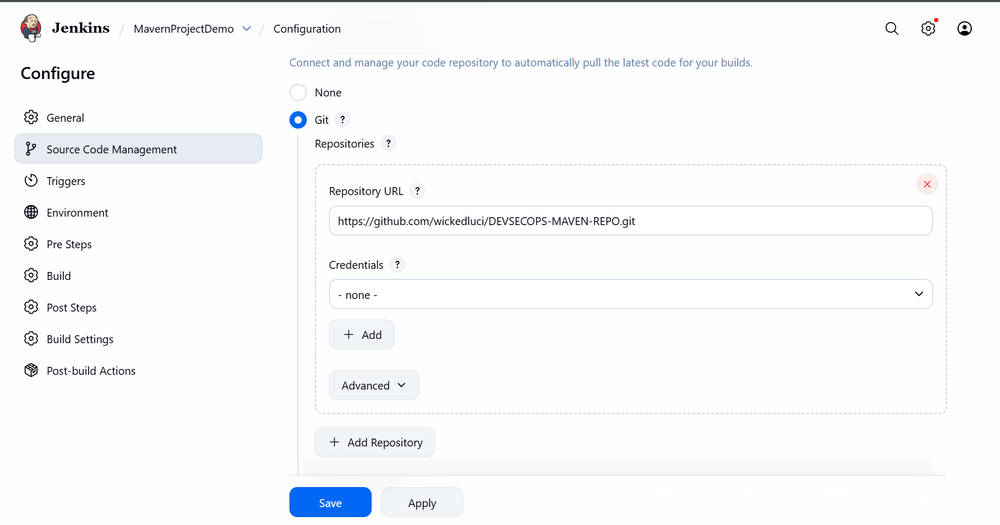 Jenkins / MavernProjectDemo / Configuration
Configure
General
Source Code Management
Triggers
Environment
Pre Steps
Build
Post Steps
Build Settings
Post-build Actions
Connect and manage your code repository to automatically pull the latest code for your builds.
None
Git ?
Repositories ?
Repository URL ?
https://github.com/wickedluci/DEVSECOPS-MAVEN-REPO.git
Credentials ?
- none -
+ Add
Advanced
+ Add Repository
Save
Apply